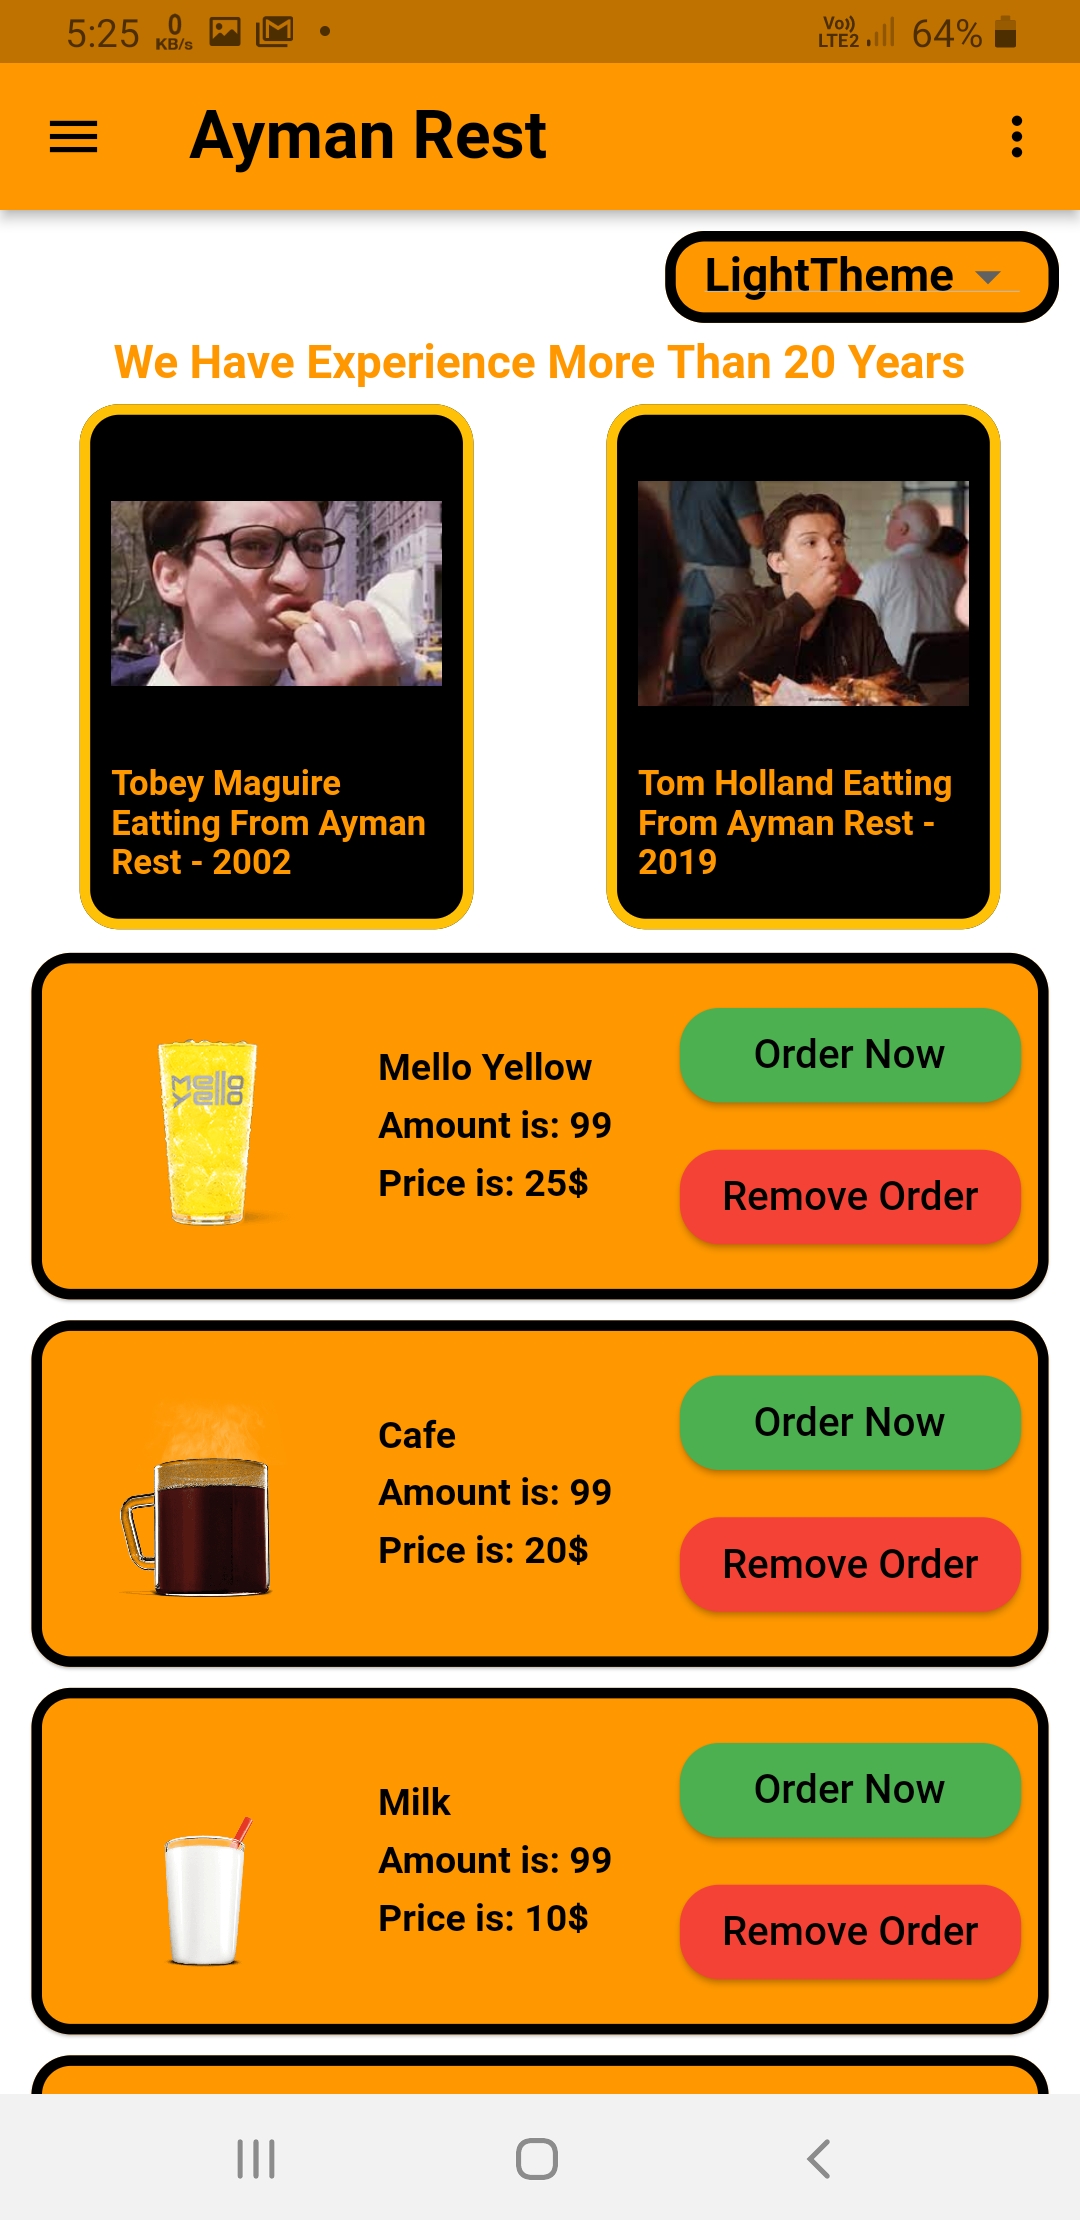 5:25
0
KB/s
Vo))
LTE2
64%
Ayman Rest
LightTheme
We Have Experience More Than 20 Years
Tobey Maguire
Eatting From Ayman
Rest - 2002
Tom Holland Eatting
From Ayman Rest -
2019
mello
yello
Mello Yellow
Amount is: 99
Price is: 25$
Order Now
Remove Order
Cafe
Amount is: 99
Price is: 20$
Order Now
Remove Order
Milk
Amount is: 99
Price is: 10$
Order Now
Remove Order